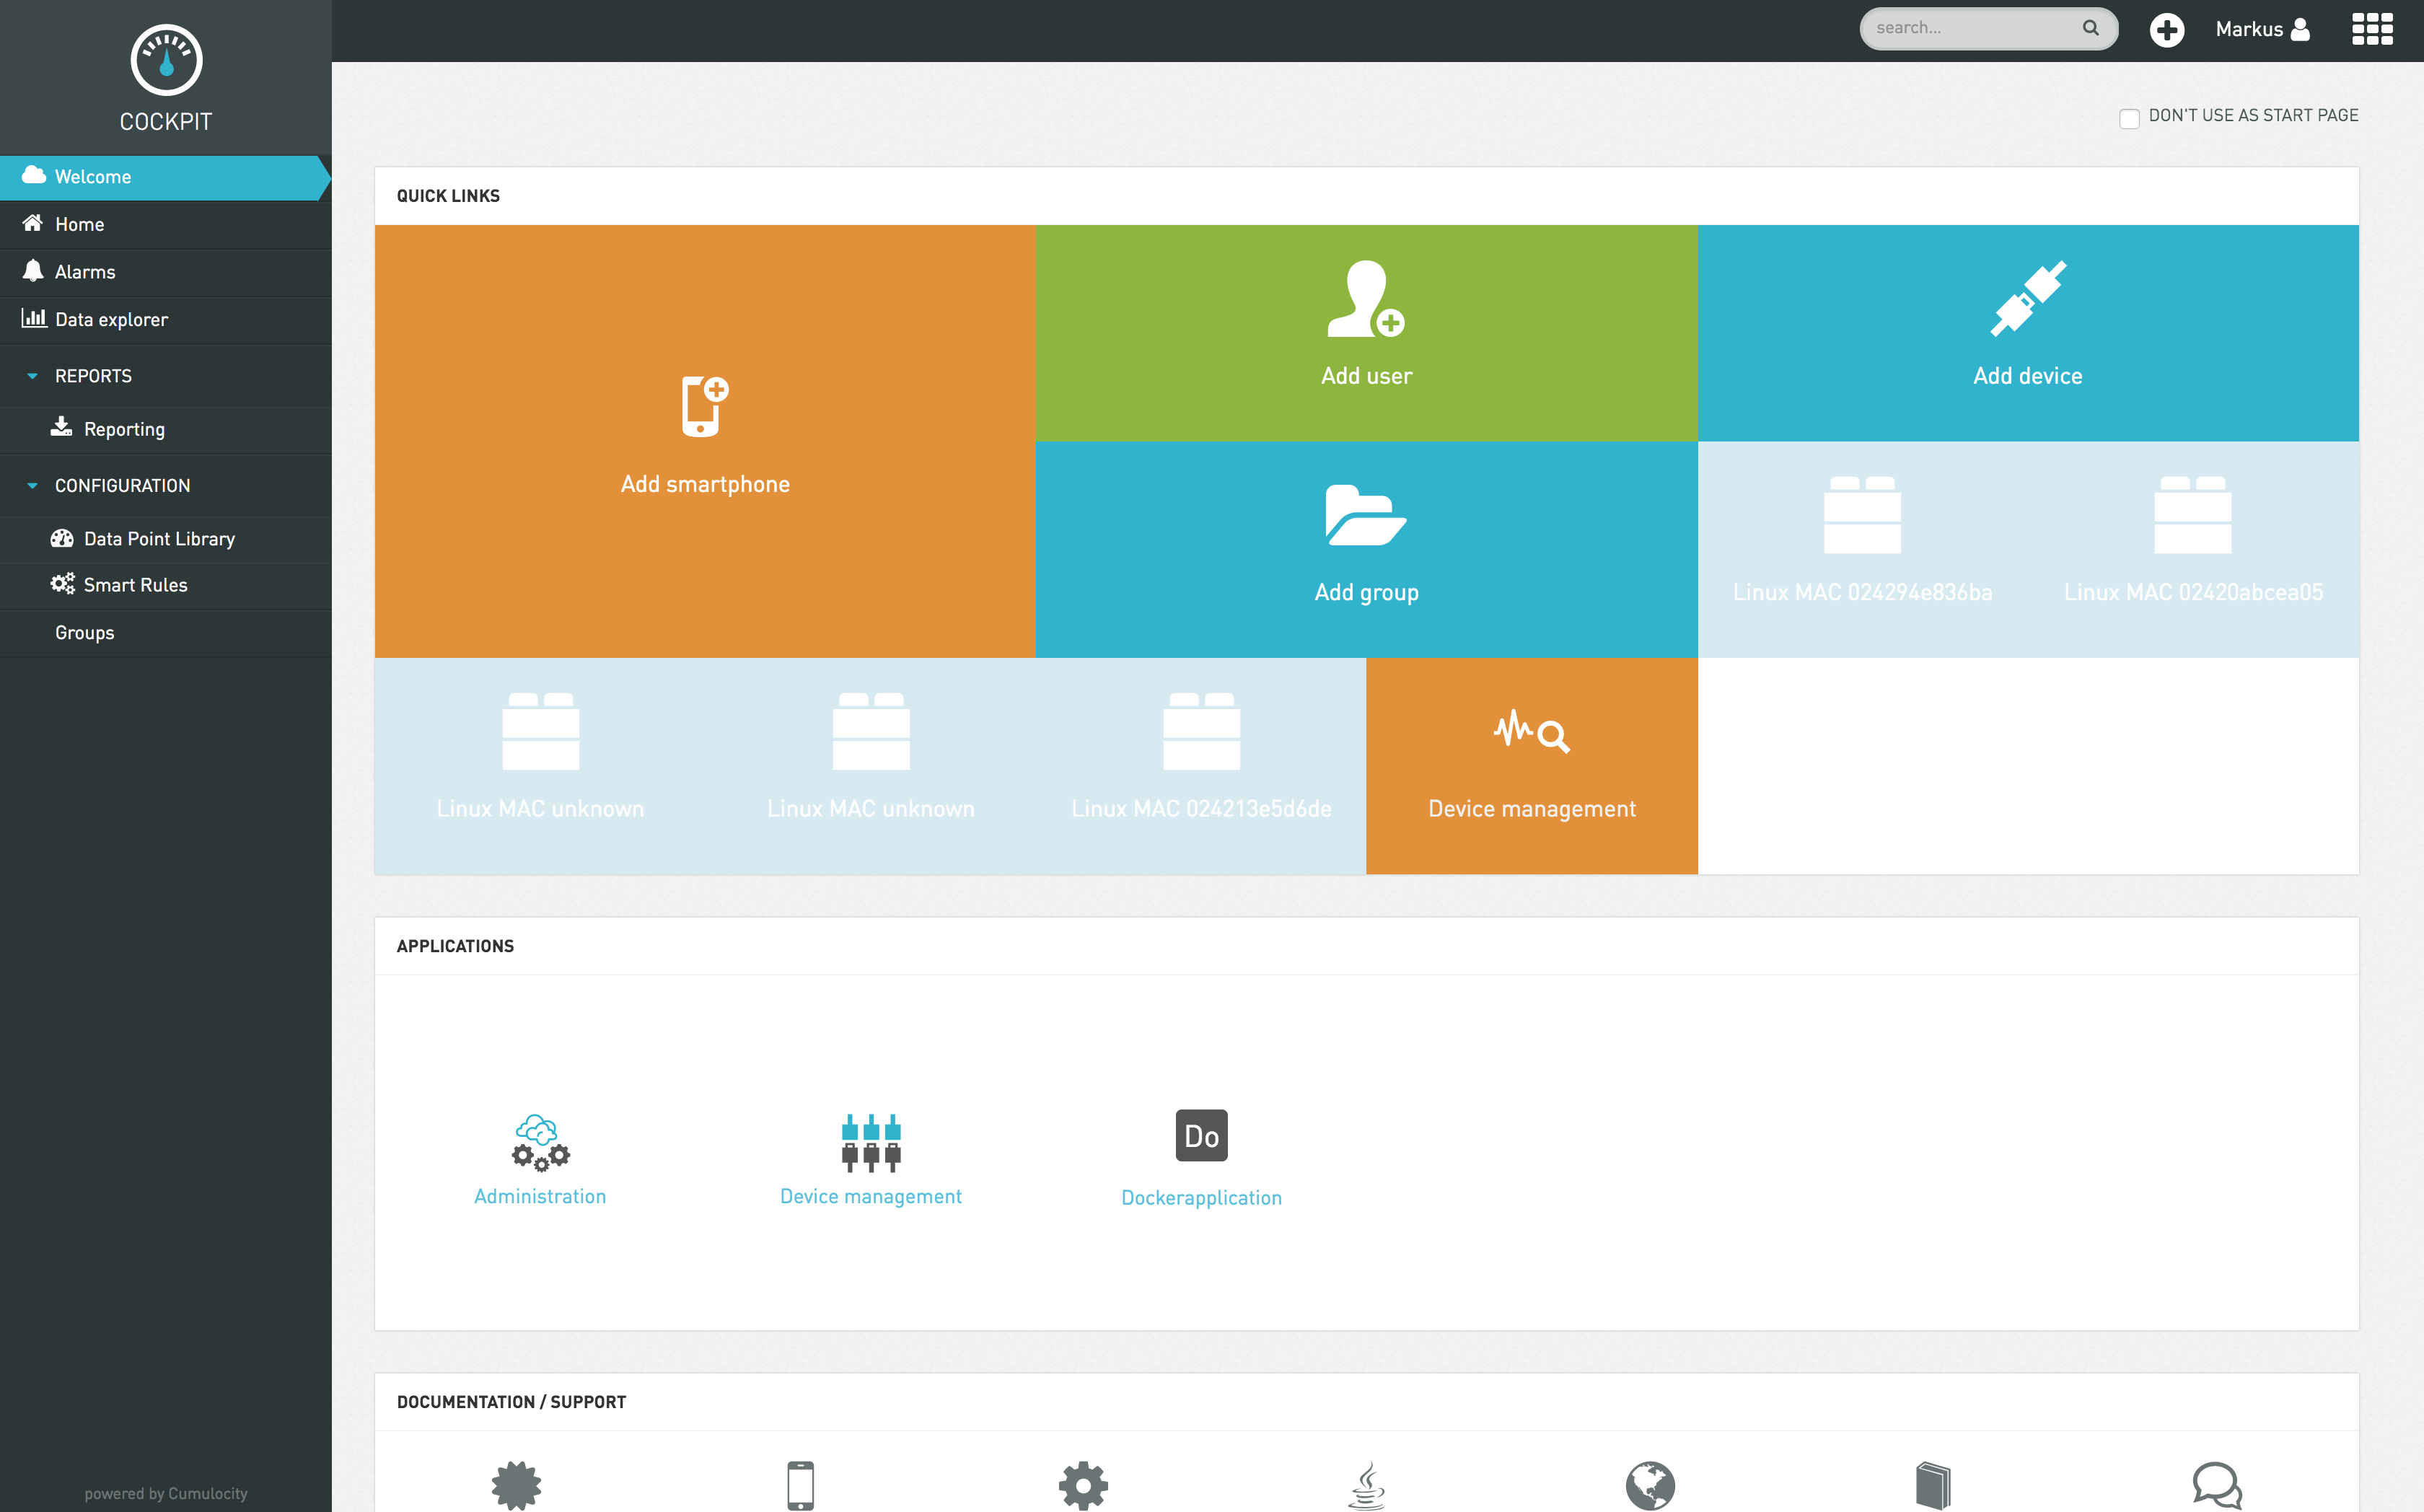 COCKPIT
search...
Markus
Welcome
Home
Alarms
Data explorer
REPORTS
Reporting
CONFIGURATION
Data Point Library
Smart Rules
Groups
powered by Cumulocity
DON'T USE AS START PAGE
QUICK LINKS
Add smartphone
Add user
Add device
Add group
Linux MAC 024294e836ba
Linux MAC 02420abcea05
Linux MAC unknown
Linux MAC unknown
Linux MAC 024213e5d6de
Device management
APPLICATIONS
Do
Administration
Device management
Dockerapplication
DOCUMENTATION / SUPPORT